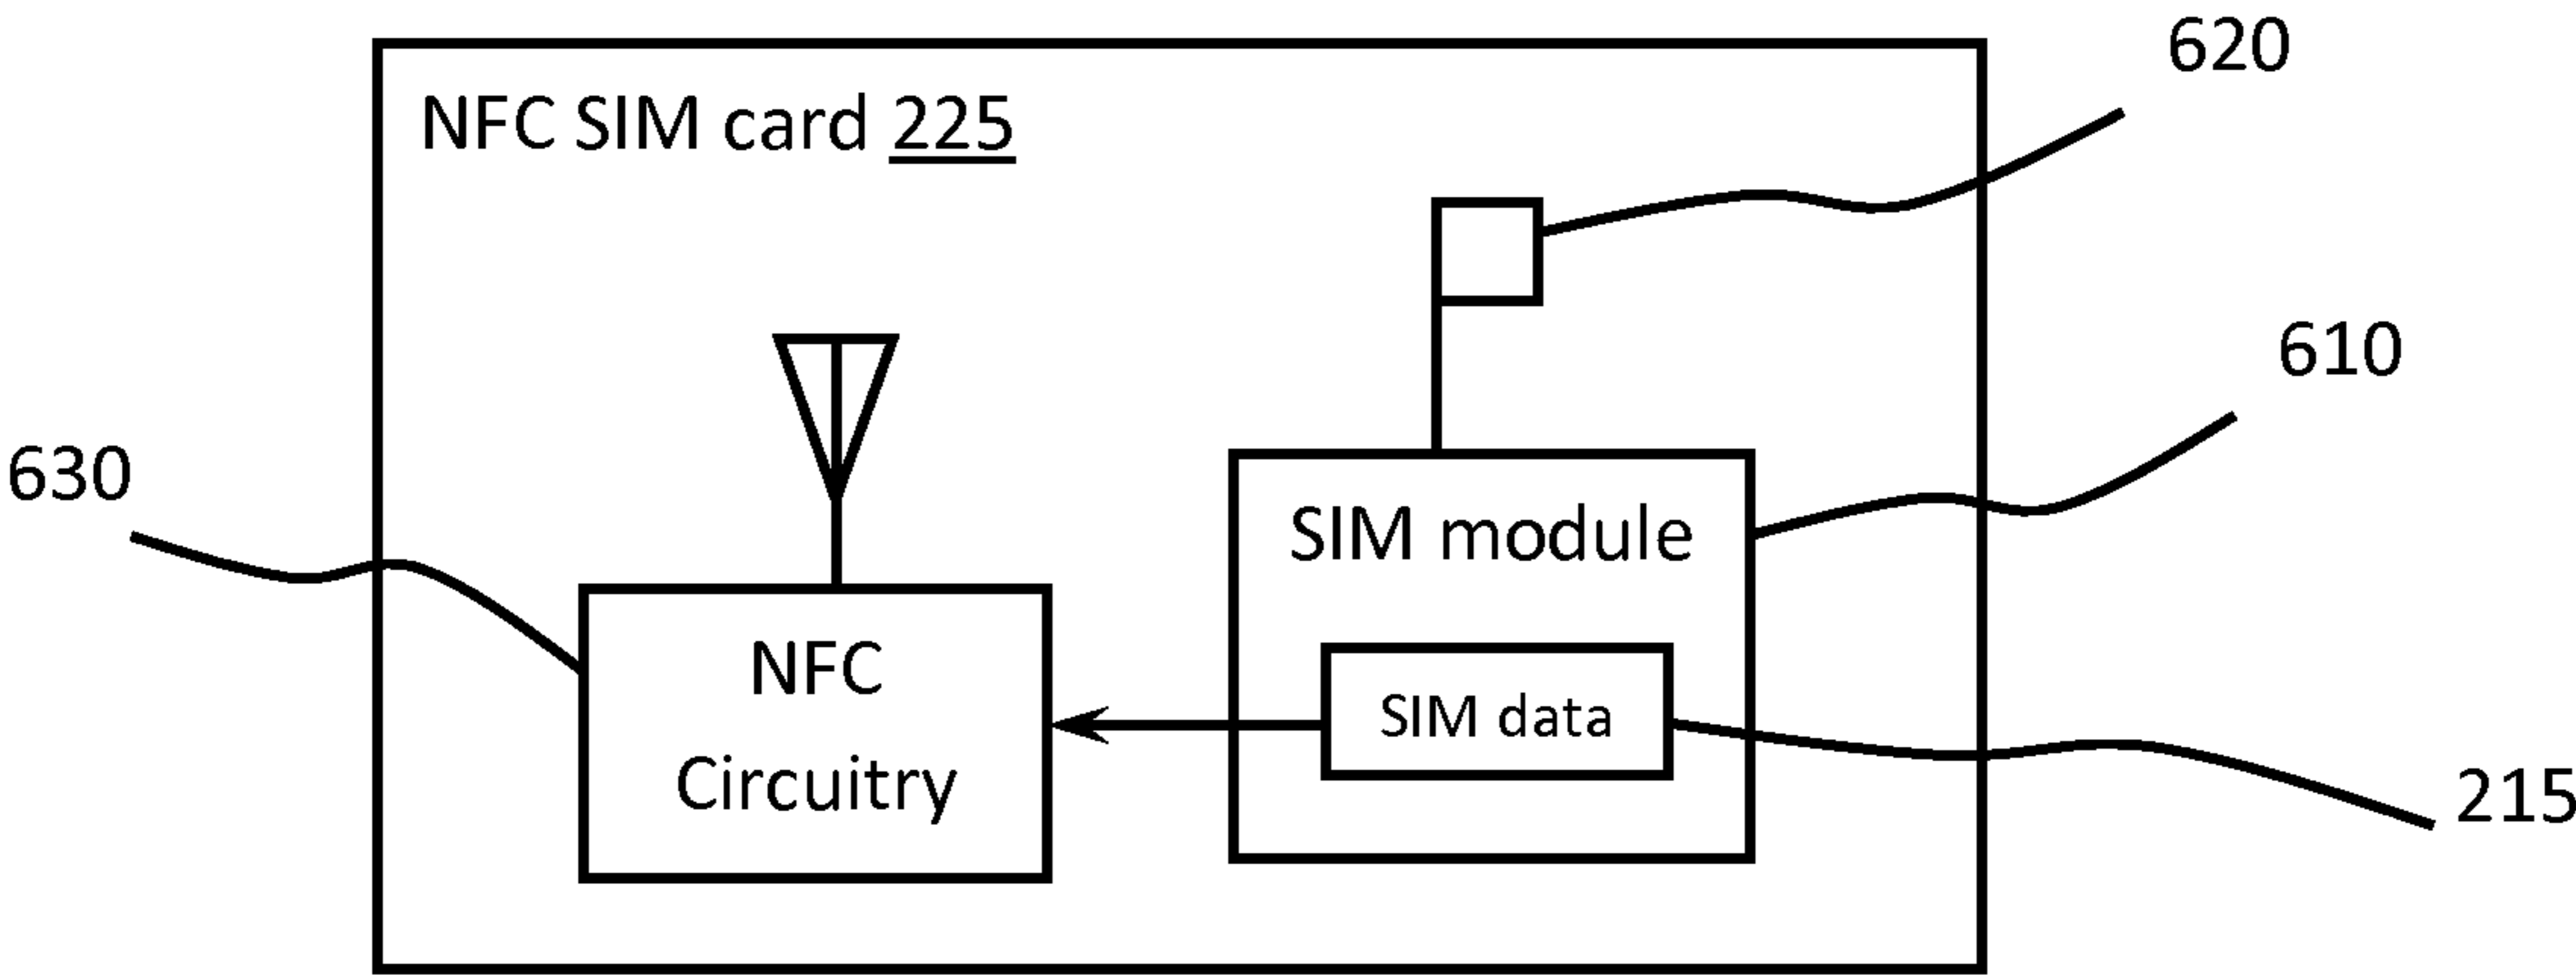 620
NFC SIM card 225
610
630
SIM module
NFC
Circuitry
SIM data
215